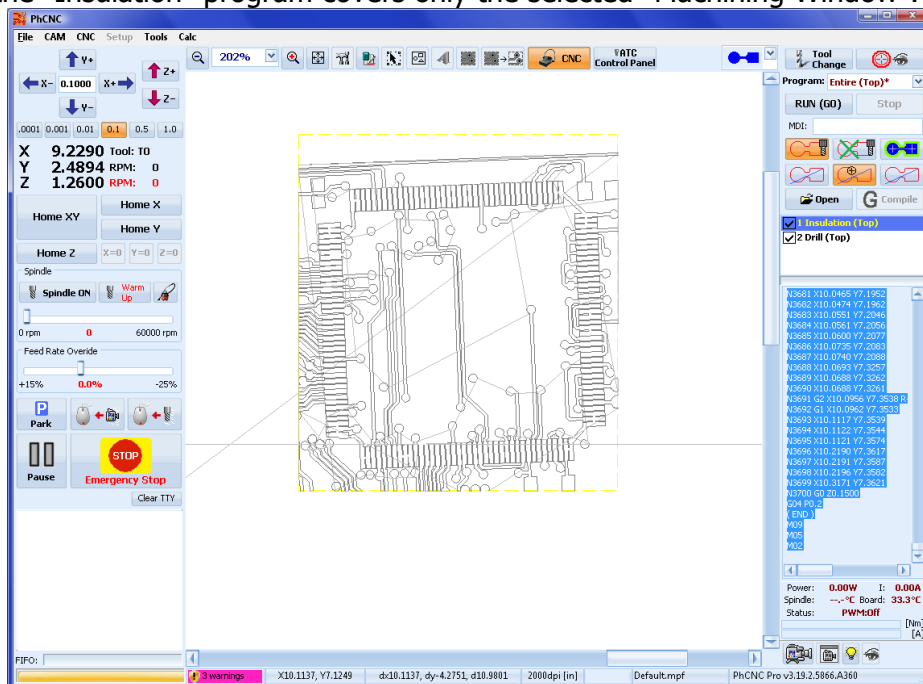 "Insulation" program covers only the selected "Machining Window".
PhCNC
File CAM CNC Setup Tools Calc
Y+
X- 0.1000 X+
Z+
Y-
Z-
.0001 0.001 0.01 0.1 0.5 1.0
X 9.2290 Tool: T0
Y 2.4894 RPM: 0
Z 1.2600 RPM: 0
Home XY
Home X
Home Y
Home Z
X=0 Y=0 Z=0
Spindle
Spindle ON
Warm Up
0 rpm 0 60000 rpm
Feed Rate Overide
+15% 0.0% -25%
P
Park
Pause
STOP
Emergency Stop
Clear TTY
FIFO:
202%
CNC
ATC
Control Panel
Tool
Change
Program: Entire (Top)*
RUN (GO) Stop
MDI:
Open
G Compile
1 Insulation (Top)
2 Drill (Top)
N3681 X10.0465 Y7.1952
N3682 X10.0474 Y7.1962
N3683 X10.0551 Y7.2046
N3684 X10.0561 Y7.2056
N3685 X10.0600 Y7.2077
N3686 X10.0735 Y7.2083
N3687 X10.0740 Y7.2088
N3688 X10.0693 Y7.3257
N3689 X10.0688 Y7.3262
N3690 X10.0688 Y7.3261
N3691 G2 X10.0956 Y7.3538 R
N3692 G1 X10.0962 Y7.3533
N3693 X10.1117 Y7.3539
N3694 X10.1122 Y7.3544
N3695 X10.1121 Y7.3574
N3696 X10.2190 Y7.3617
N3697 X10.2191 Y7.3587
N3698 X10.2196 Y7.3582
N3699 X10.3171 Y7.3621
N3700 G0 Z0.1500
G04 P0.2
( END )
M09
M05
M02
Power: 0.00W I: 0.00A
Spindle: --.-°C Board: 33.3°C
Status: PWM:Off
[Nm]
[A]
3 warnings X10.1137, Y7.1249 dx10.1137, dy-4.2751, d10.9801 2000dpi [in] Default.mpf PhCNC Pro v3.19.2.5866.A360